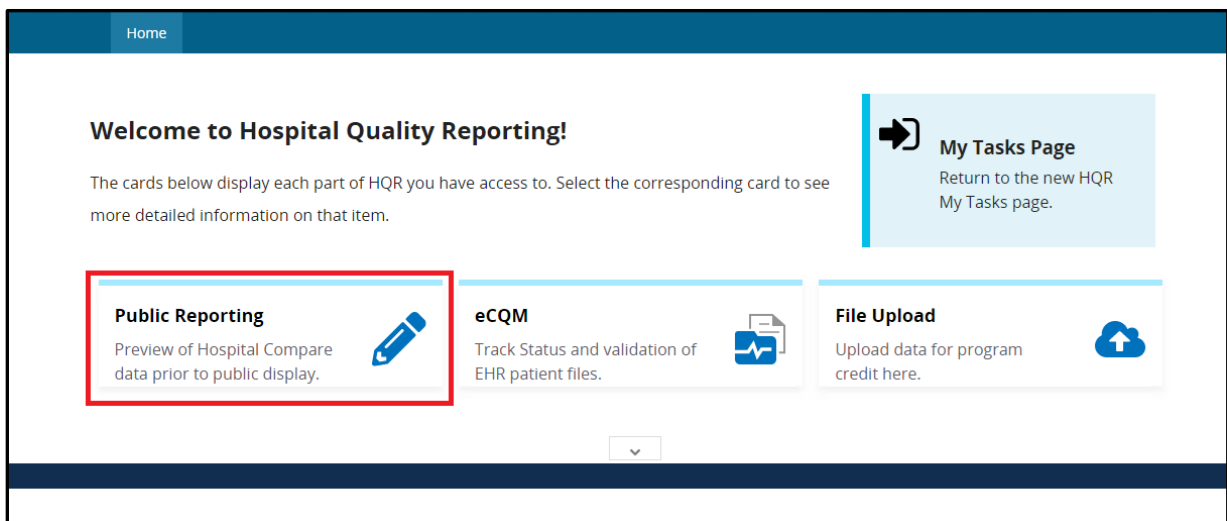 Home
Welcome to Hospital Quality Reporting!
The cards below display each part of HQR you have access to. Select the corresponding card to see
more detailed information on that item.
My Tasks Page
Return to the new HQR
My Tasks page.
Public Reporting
Preview of Hospital Compare
data prior to public display.
eCQM
Track Status and validation of
EHR patient files.
File Upload
Upload data for program
credit here.